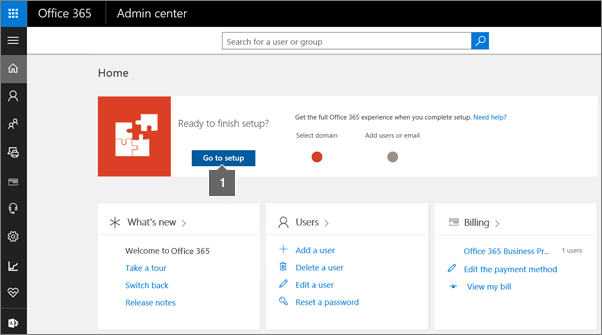 Office 365 Admin center
Search for a user or group
Home
Ready to finish setup?
Get the full Office 365 experience when you complete setup. Need help?
Select domain Add users or email
Go to setup
1
What's new
Welcome to Office 365
Take a tour
Switch back
Release notes
Users
Add a user
Delete a user
Edit a user
Reset a password
Billing
Office 365 Business Pr... 1 users
Edit the payment method
View my bill